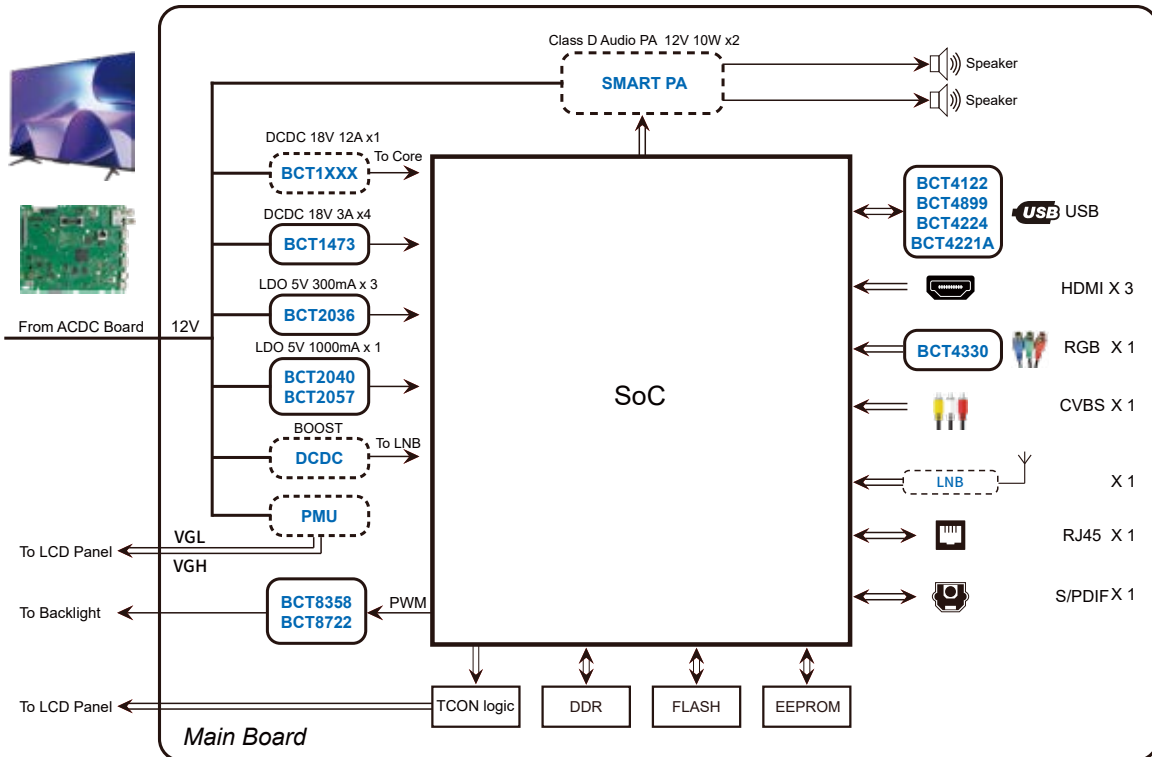 Class D Audio PA 12V 10W x2
SMART PA
Speaker
Speaker
DCDC 18V 12A x1
BCT1XXX
To Core
DCDC 18V 3A x4
BCT1473
LDO 5V 300mA x 3
BCT2036
From ACDC Board
12V
LDO 5V 1000mA x 1
BCT2040
BCT2057
BOOST
DCDC
To LNB
PMU
VGL
To LCD Panel
VGH
To Backlight
BCT8358
BCT8722
PWM
SoC
BCT4122
BCT4899
BCT4224
BCT4221A
USB USB
HDMI X 3
BCT4330
RGB X 1
CVBS X 1
LNB
X 1
RJ45 X 1
S/PDIF X 1
To LCD Panel
TCON logic
DDR
FLASH
EEPROM
Main Board